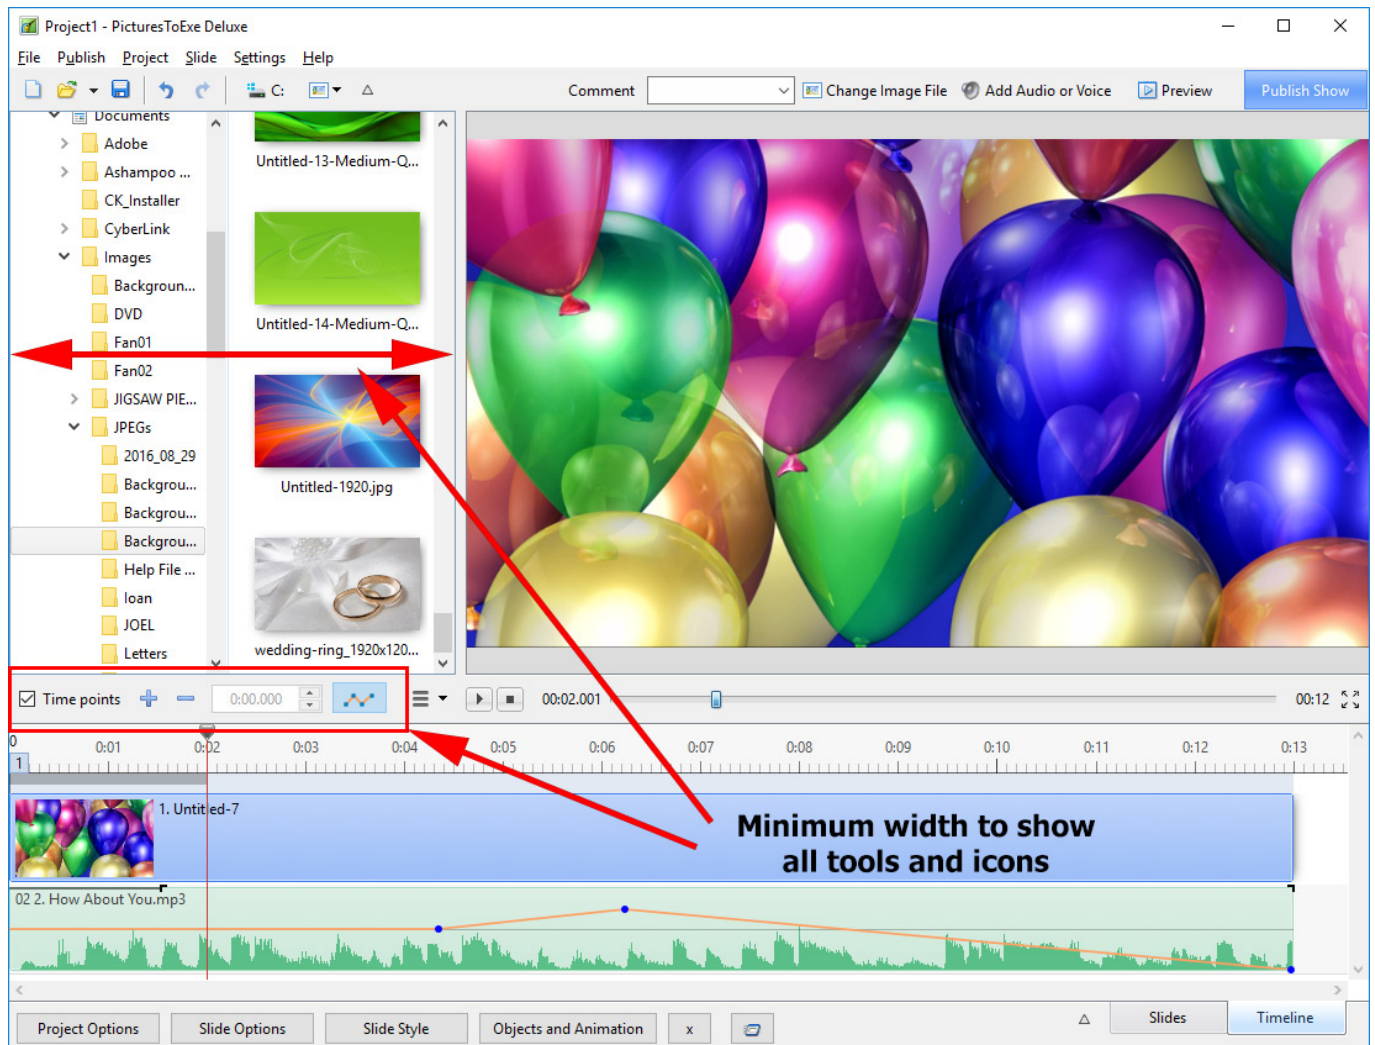 Project1 - PicturesToExe Deluxe
File Publish Project Slide Settings Help
C: Comment Change Image File Add Audio or Voice Preview Publish Show
Documents
Adobe
Ashampoo ...
CK_Installer
CyberLink
Images
Backgroun...
DVD
Fan01
Fan02
JIGSAW PIE...
JPEGs
2016_08_29
Backgrou...
Backgrou...
Backgrou...
Help File ...
Ioan
JOEL
Letters
Untitled-13-Medium-Q...
Untitled-14-Medium-Q...
Untitled-1920.jpg
wedding-ring_1920x120...
Time points 0:00.000 00:02.001 00:12
0 0:01 0:02 0:03 0:04 0:05 0:06 0:07 0:08 0:09 0:10 0:11 0:12 0:13
1
1. Untitled-7
Minimum width to show
all tools and icons
02 2. How About You.mp3
Project Options Slide Options Slide Style Objects and Animation x Slides Timeline